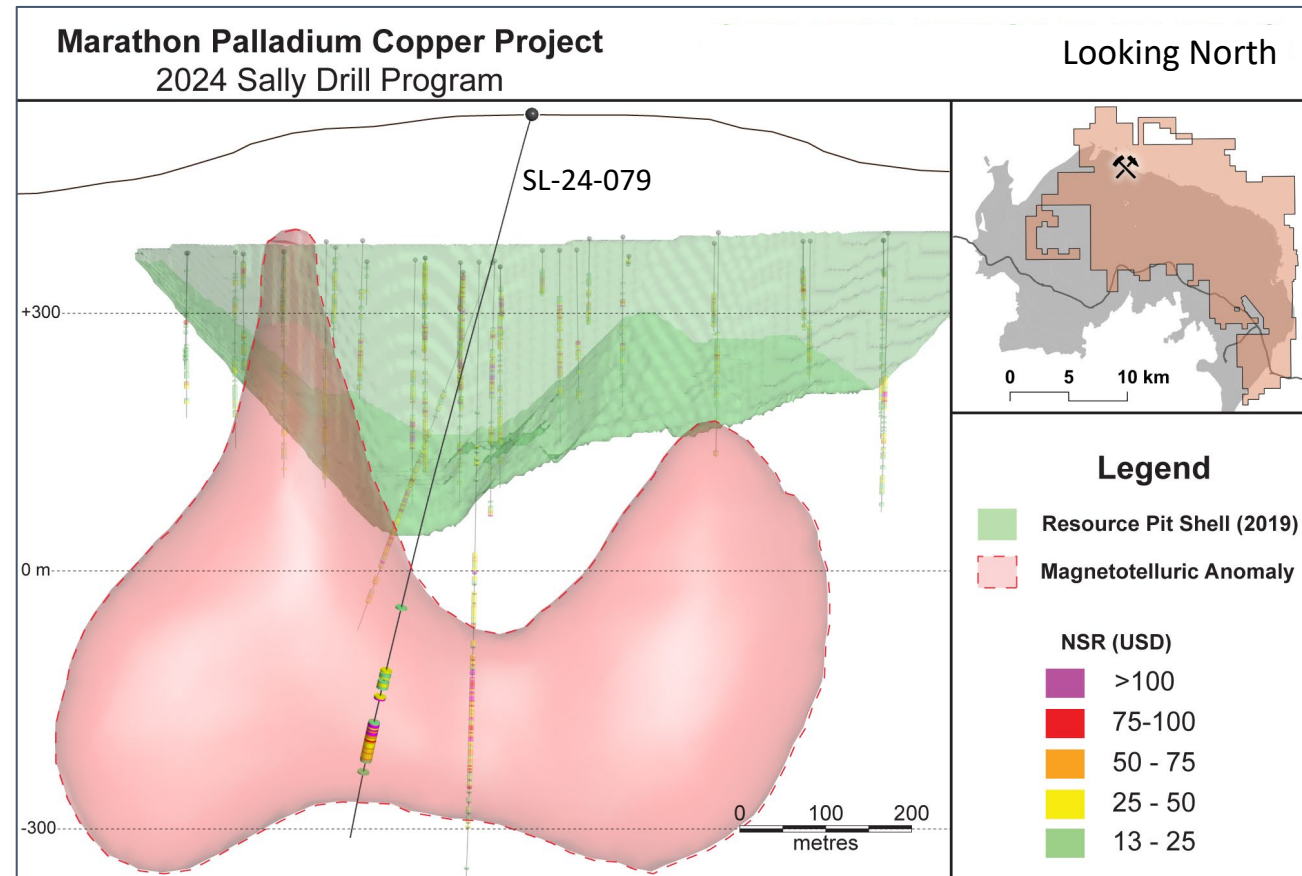 Marathon Palladium Copper Project
2024 Sally Drill Program
Looking North
SL-24-079
+300
0 m
-300
0 100 200
metres
0 5 10 km
Legend
Resource Pit Shell (2019)
Magnetotelluric Anomaly
NSR (USD)
>100
75-100
50 - 75
25 - 50
13 - 25